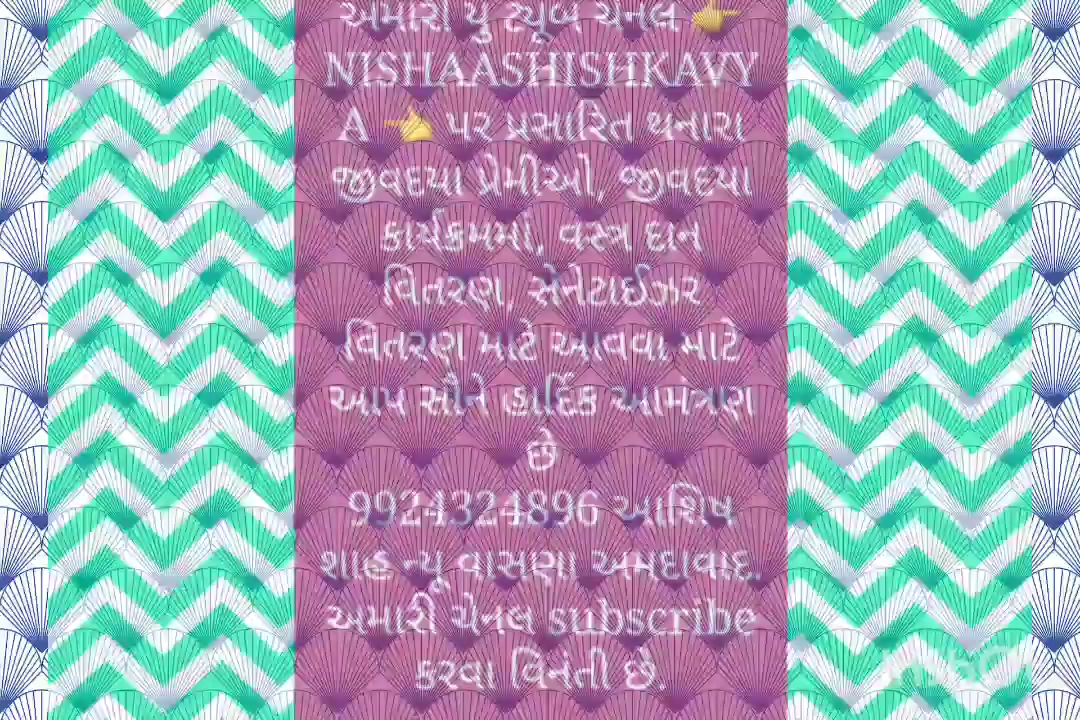 અમારી યુ ટ્યૂબ ચેનલ 👉
NISHAASHISHKAVY
A 👈 પર પ્રસારિત થનારા
જીવદયા પ્રેમીઓ, જીવદયા
કાર્યક્રમમાં, વસ્ત્ર દાન
વિતરણ, સેનેટાઈઝર
વિતરણ માટે આવવા માટે
આપ સૌને હાર્દિક આમંત્રણ
છે
9924324896 આશિષ
શાહ ન્યૂ વાસણા અમદાવાદ.
અમારી ચેનલ subscribe
કરવા વિનંતી છે.